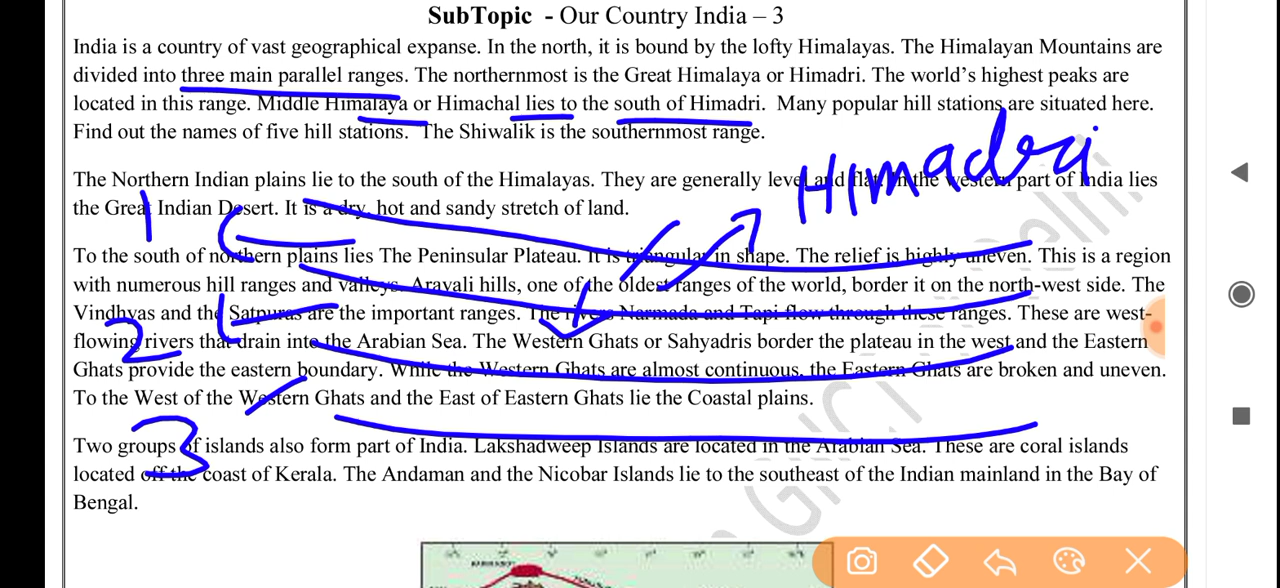 SubTopic - Our Country India – 3
India is a country of vast geographical expanse. In the north, it is bound by the lofty Himalayas. The Himalayan Mountains are
divided into three main parallel ranges. The northernmost is the Great Himalaya or Himadri. The world's highest peaks are
located in this range. Middle Himalaya or Himachal lies to the south of Himadri. Many popular hill stations are situated here.
Find out the names of five hill stations. The Shiwalik is the southernmost range.
HImadri
The Northern Indian plains lie to the south of the Himalayas. They are generally level and flat. In the western part of India lies
the Great Indian Desert. It is a dry, hot and sandy stretch of land.
1
To the south of northern plains lies The Peninsular Plateau. It is triangular in shape. The relief is highly uneven. This is a region
with numerous hill ranges and valleys. Aravali hills, one of the oldest ranges of the world, border it on the north-west side. The
Vindhyas and the Satpuras are the important ranges. The rivers Narmada and Tapi flow through these ranges. These are west-
flowing rivers that drain into the Arabian Sea. The Western Ghats or Sahyadris border the plateau in the west and the Eastern
2
Ghats provide the eastern boundary. While the Western Ghats are almost continuous, the Eastern Ghats are broken and uneven.
To the West of the Western Ghats and the East of Eastern Ghats lie the Coastal plains.
3
Two groups of islands also form part of India. Lakshadweep Islands are located in the Arabian Sea. These are coral islands
located off the coast of Kerala. The Andaman and the Nicobar Islands lie to the southeast of the Indian mainland in the Bay of
Bengal.